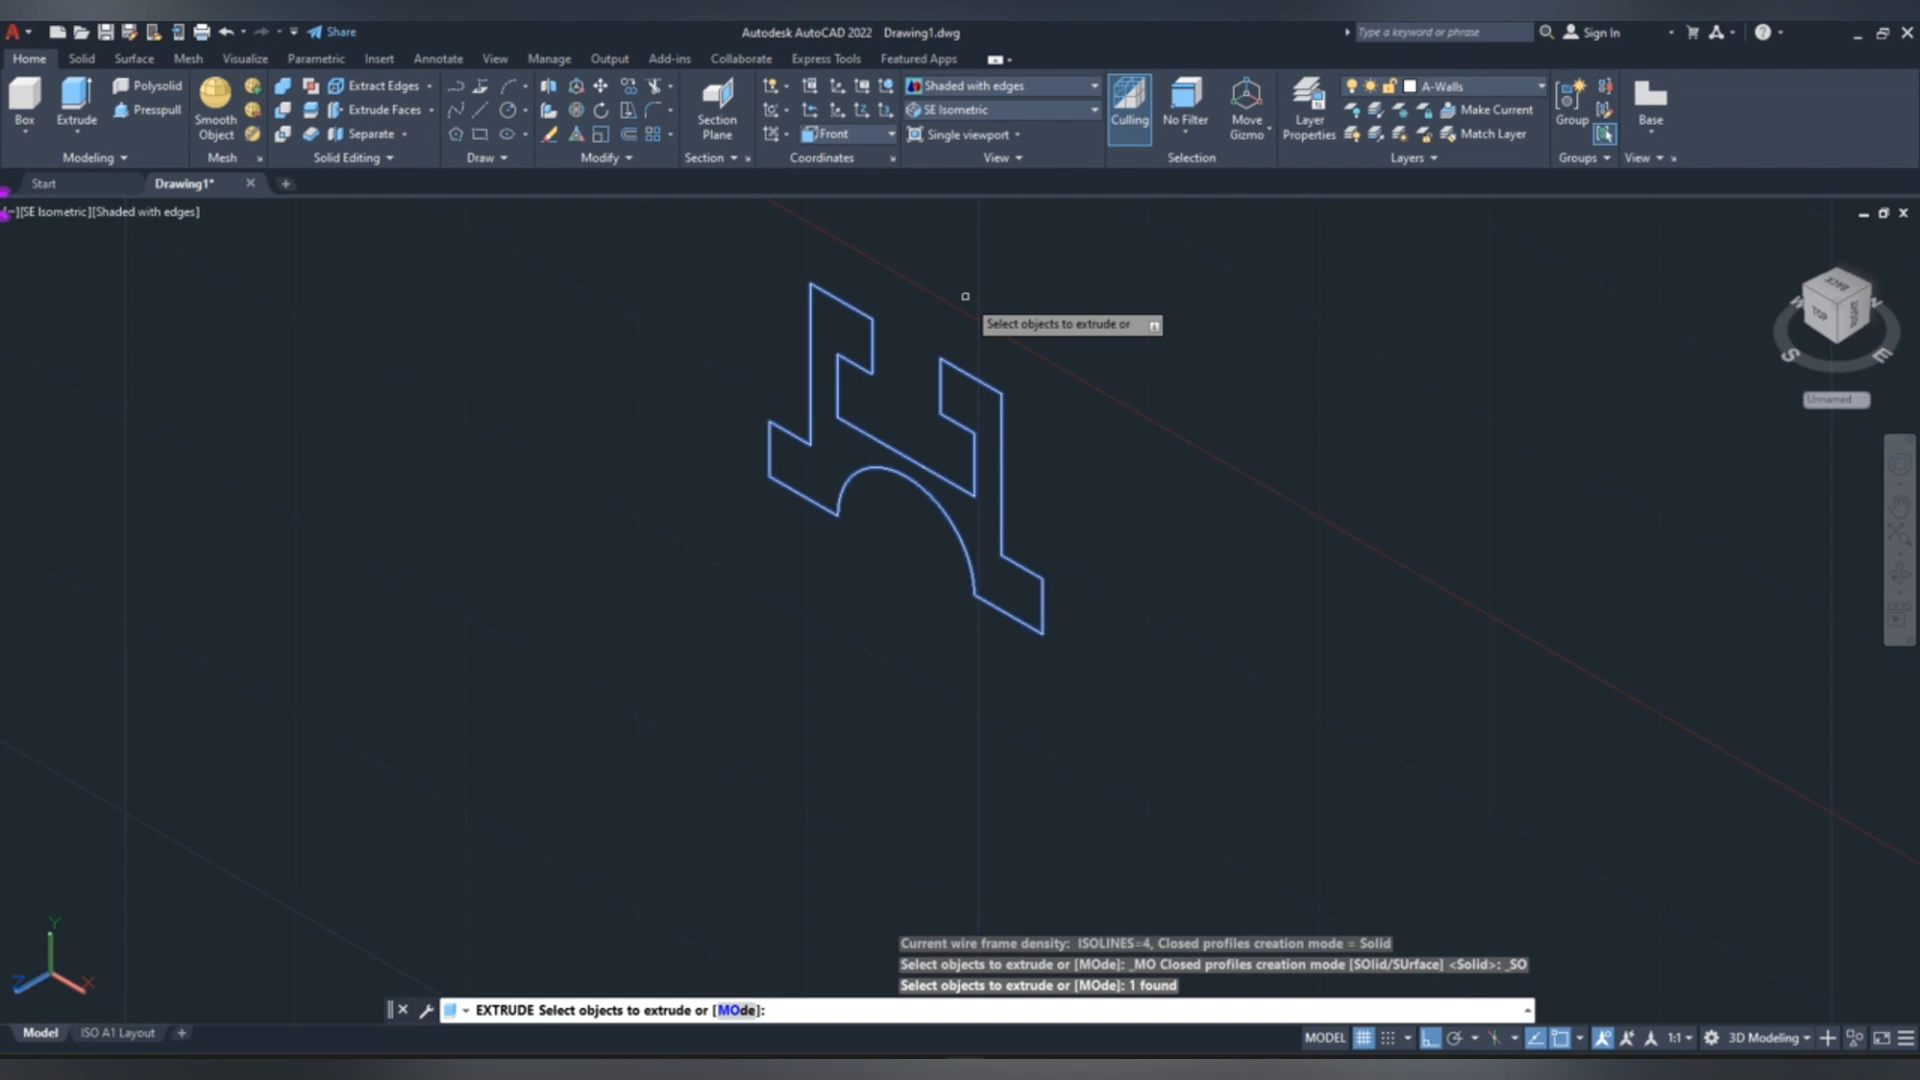 Share
Autodesk AutoCAD 2022 Drawing1.dwg
Type a keyword or phrase
Sign In
Home Solid Surface Mesh Visualize Parametric Insert Annotate View Manage Output Add-ins Collaborate Express Tools Featured Apps
Box
Extrude
Polysolid
Presspull
Modeling
Smooth Object
Mesh
Extract Edges
Extrude Faces
Separate
Solid Editing
Draw
Modify
Section Plane
Section
Front
Coordinates
Shaded with edges
SE Isometric
Single viewport
View
Culling
No Filter
Move Gizmo
Selection
Layer Properties
A-Walls
Make Current
Match Layer
Layers
Group
Groups
Base
View
Start
Drawing1*
[−][SE Isometric][Shaded with edges]
Select objects to extrude or
BACK
TOP
S
E
Unnamed
Y
Z
X
Current wire frame density: ISOLINES=4, Closed profiles creation mode = Solid
Select objects to extrude or [MOde]: _MO Closed profiles creation mode [SOlid/SUrface] <Solid>: _SO
Select objects to extrude or [MOde]: 1 found
EXTRUDE Select objects to extrude or [MOde]:
Model
ISO A1 Layout
MODEL
1:1
3D Modeling